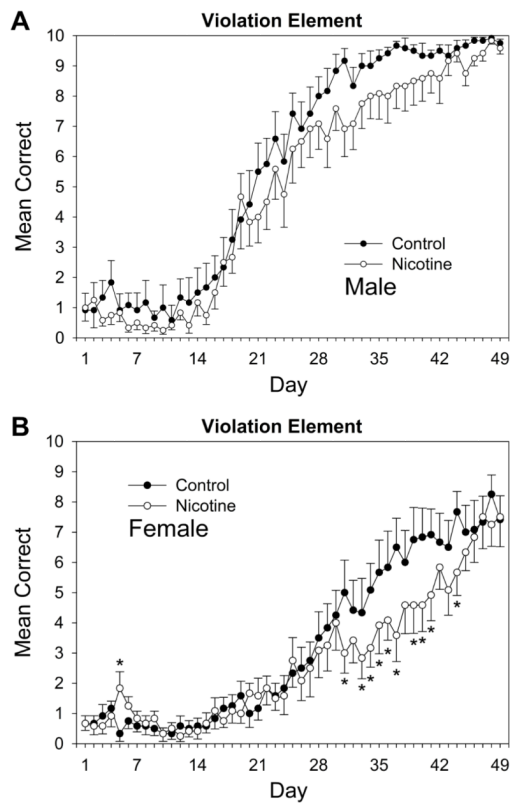 A
Violation Element
10
9
8
7
6
5
4
3
2
1
0
Mean Correct
Control
Nicotine
Male
1 7 14 21 28 35 42 49
Day
B
Violation Element
10
9
8
7
6
5
4
3
2
1
0
Mean Correct
Control
Nicotine
Female
*
* * * * * * * * *
1 7 14 21 28 35 42 49
Day